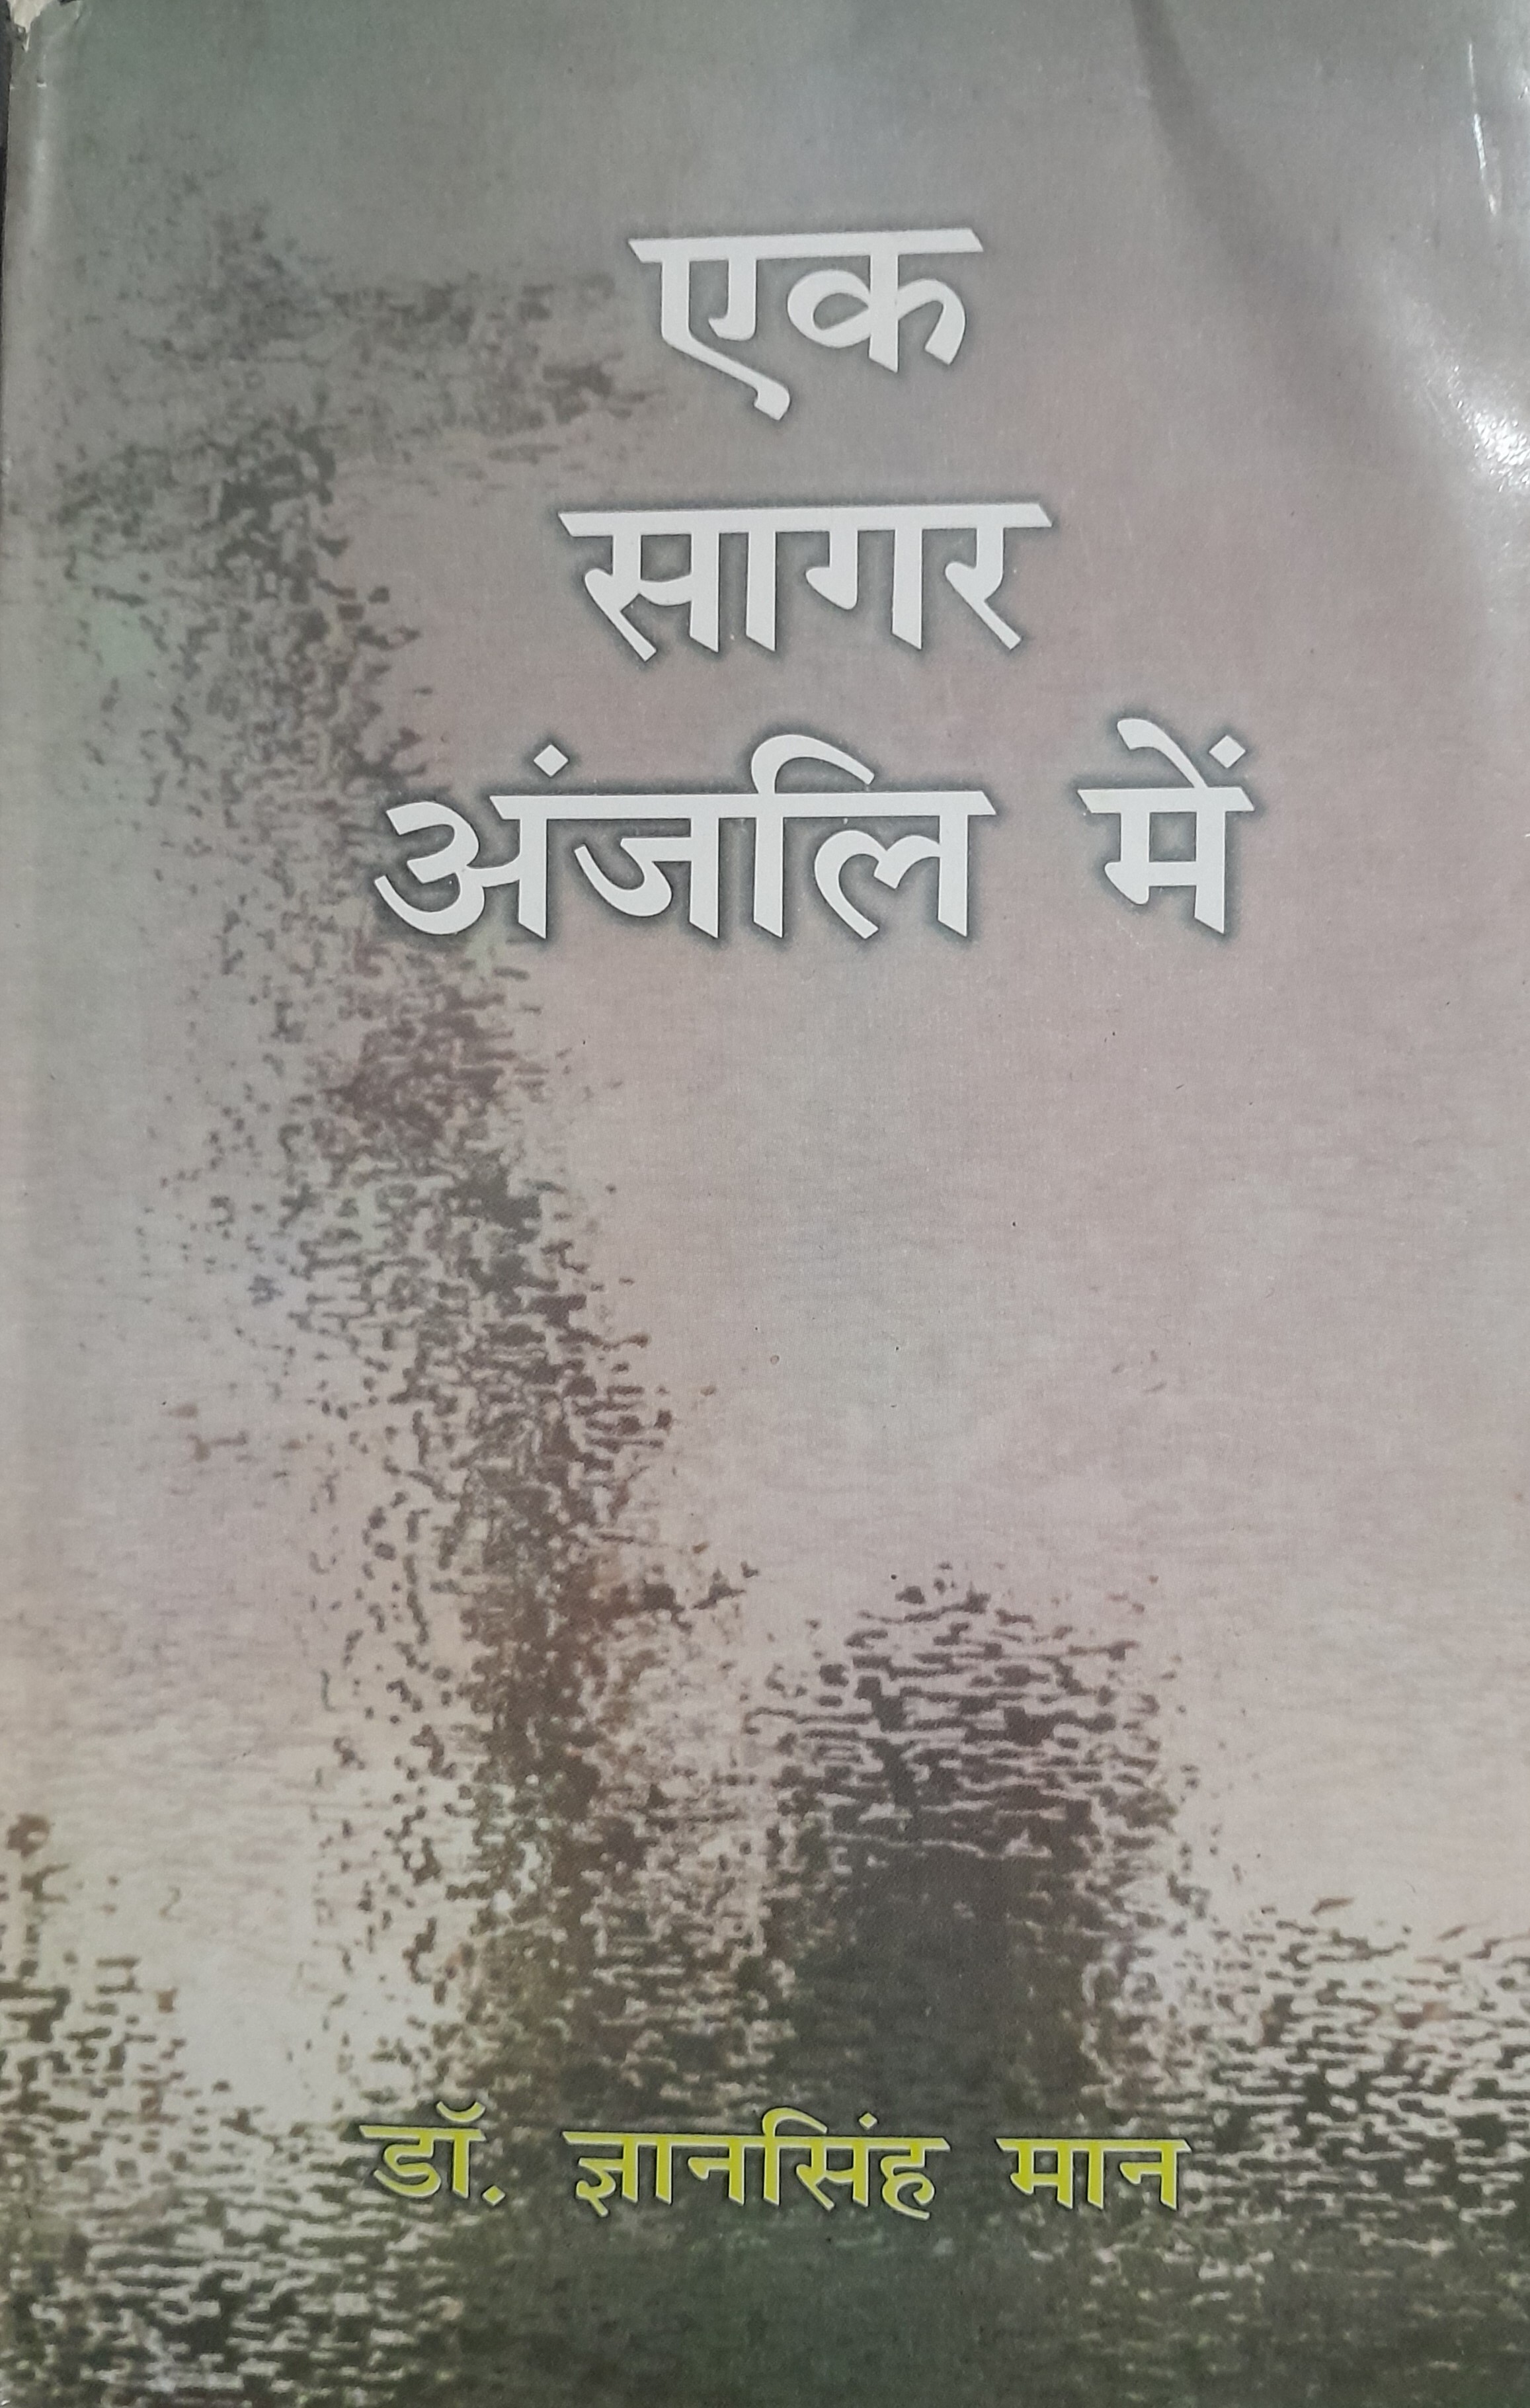 एक
सागर
अंजलि में
डॉ. ज्ञानसिंह मान